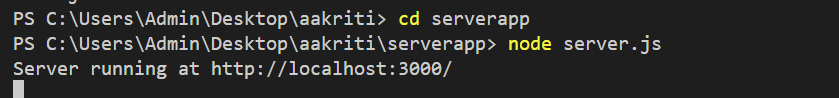 PS C:\Users\Admin\Desktop\aakriti> cd serverapp
PS C:\Users\Admin\Desktop\aakriti\serverapp> node server.js
Server running at http://localhost:3000/